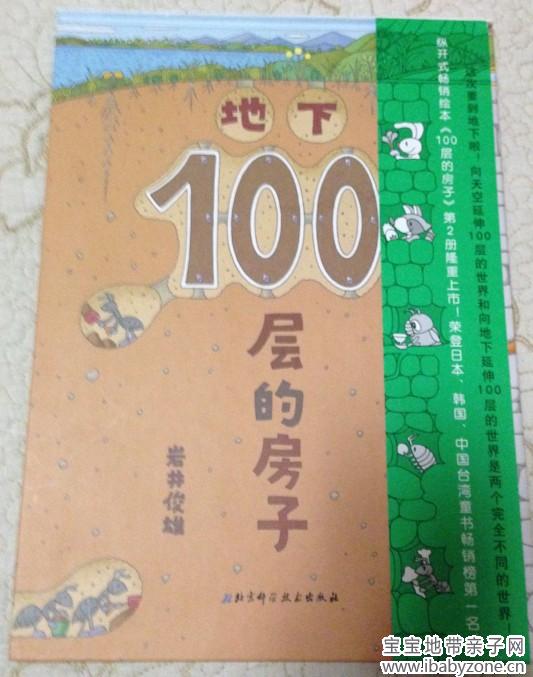 地下
100
层的房子
岩井俊雄
北京科学技术出版社
纵开式畅销绘本《100层的房子》第2册隆重上市！荣登日本、韩国、中国台湾童书畅销榜第一名
这次要到地下啦！向天空延伸100层的世界和向地下延伸100层的世界是两个完全不同的世界！
宝宝地带亲子网
www.ibabyzone.cn